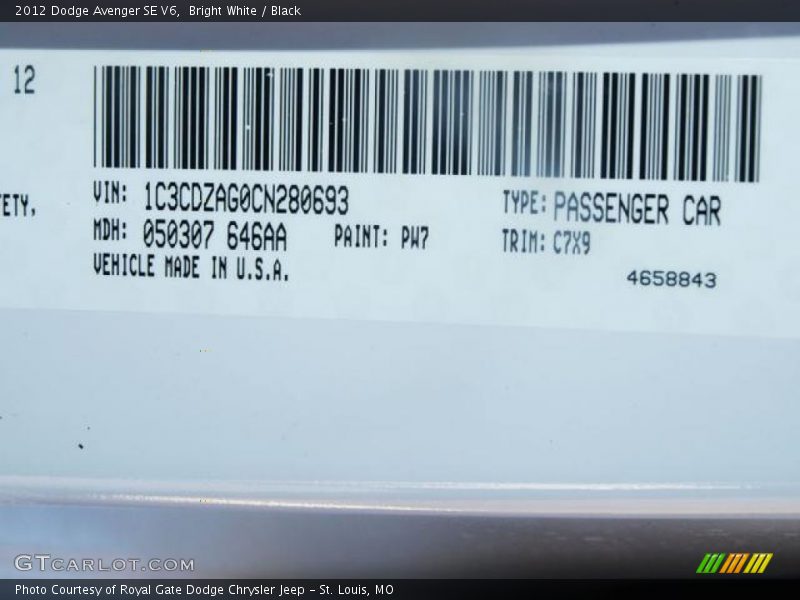 2012 Dodge Avenger SE V6,  Bright White / Black
12
ETY,
VIN: 1C3CDZAG0CN280693
TYPE: PASSENGER CAR
MDH: 050307 646AA
PAINT: PW7
TRIM: C7X9
VEHICLE MADE IN U.S.A.
4658843
GTCARLOT.COM
Photo Courtesy of Royal Gate Dodge Chrysler Jeep – St. Louis, MO